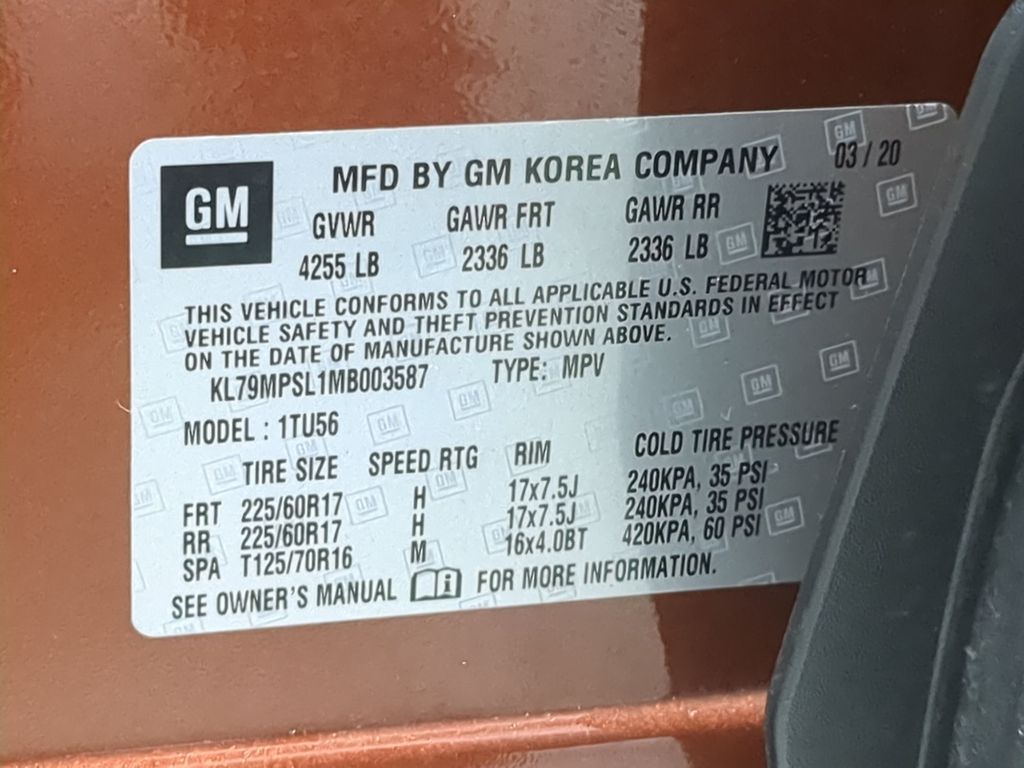 GM
MFD BY GM KOREA COMPANY 03 / 20
GVWR GAWR FRT GAWR RR
4255 LB 2336 LB 2336 LB
THIS VEHICLE CONFORMS TO ALL APPLICABLE U.S. FEDERAL MOTOR
VEHICLE SAFETY AND THEFT PREVENTION STANDARDS IN EFFECT
ON THE DATE OF MANUFACTURE SHOWN ABOVE.
KL79MPSL1MB003587 TYPE: MPV
MODEL : 1TU56
TIRE SIZE SPEED RTG RIM COLD TIRE PRESSURE
FRT 225/60R17 H 17x7.5J 240KPA, 35 PSI
RR 225/60R17 H 17x7.5J 240KPA, 35 PSI
SPA T125/70R16 M 16x4.0BT 420KPA, 60 PSI
SEE OWNER'S MANUAL FOR MORE INFORMATION.